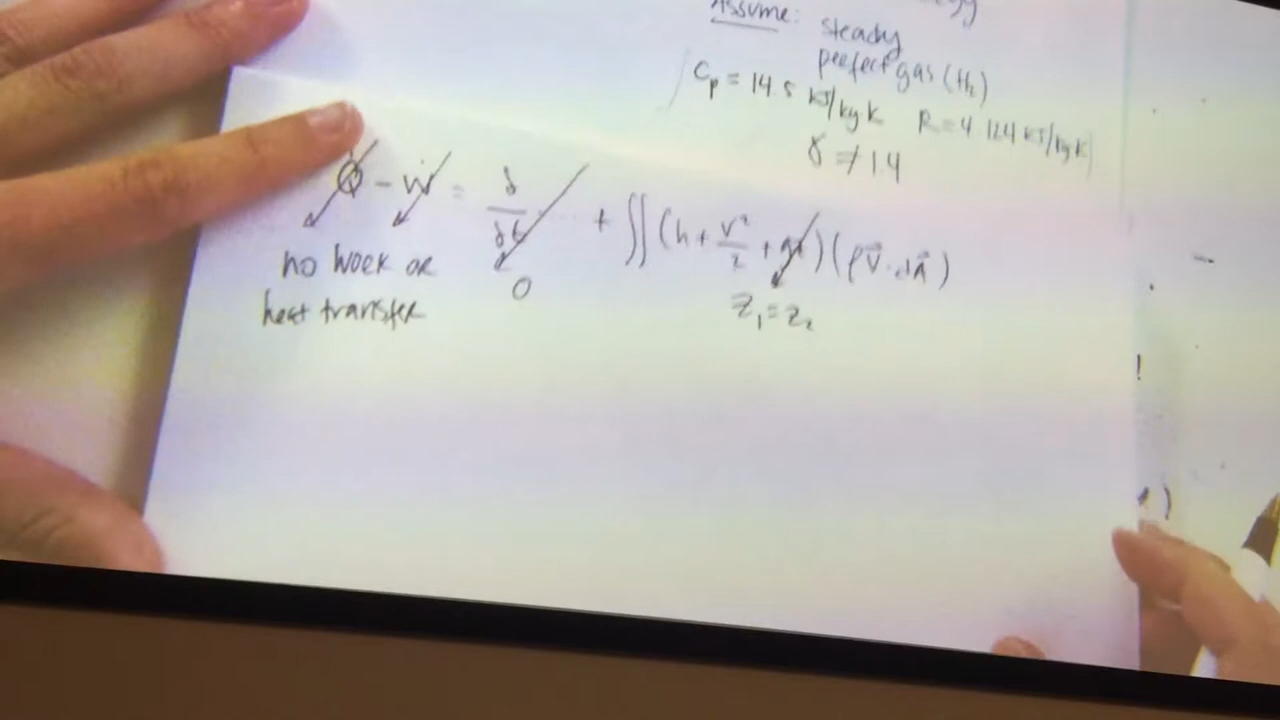 Assume: steady
perfect gas (H₂)
Cp = 14.5 kJ/kg K R = 4.124 kJ/kg K
γ ≠ 1.4
Q̇ - Ẇ = ∂/∂t + ∬ (h + V²/2 + gz) (ρV⃗ · dA⃗)
no work or
heat transfer
0
z₁ = z₂